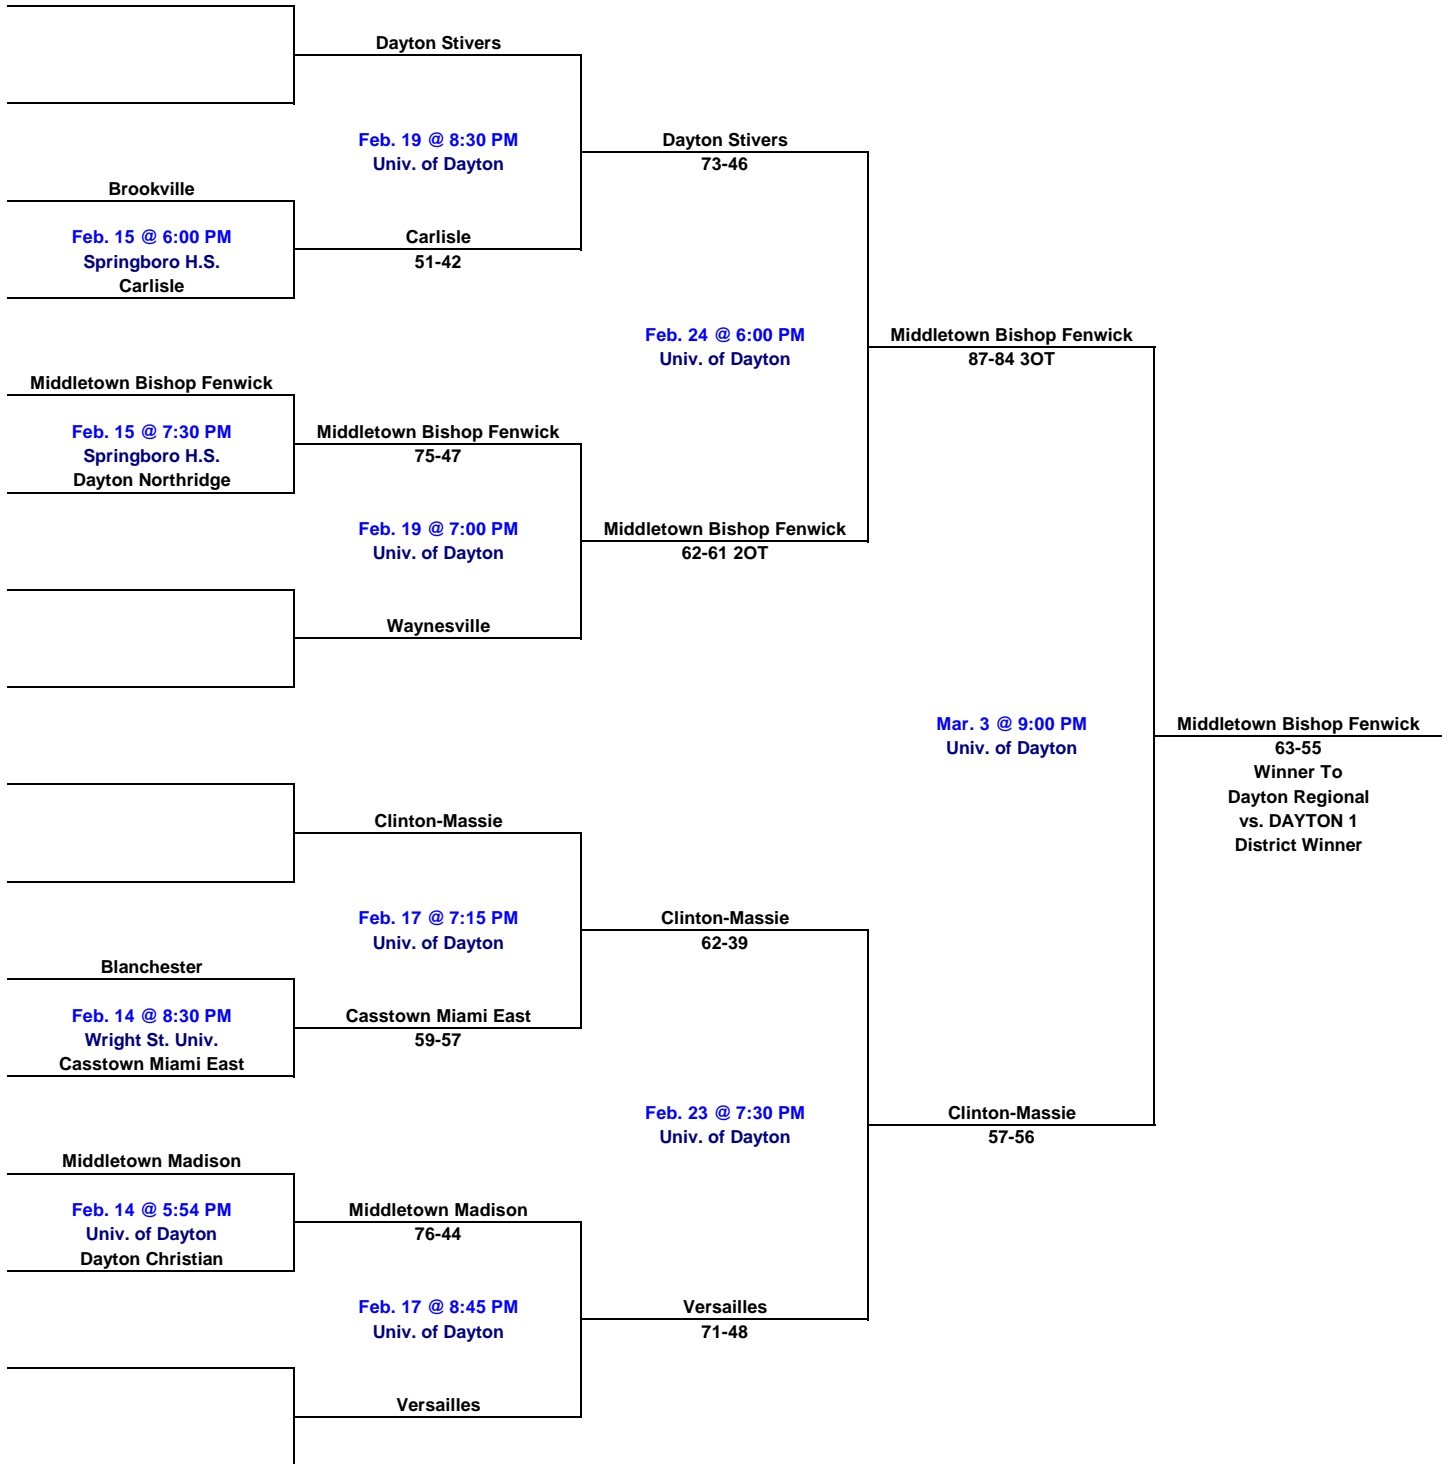 Dayton Stivers
Feb. 19 @ 8:30 PM
Univ. of Dayton
Dayton Stivers
73-46
Brookville
Feb. 15 @ 6:00 PM
Springboro H.S.
Carlisle
Carlisle
51-42
Feb. 24 @ 6:00 PM
Univ. of Dayton
Middletown Bishop Fenwick
87-84 3OT
Middletown Bishop Fenwick
Feb. 15 @ 7:30 PM
Springboro H.S.
Dayton Northridge
Middletown Bishop Fenwick
75-47
Feb. 19 @ 7:00 PM
Univ. of Dayton
Middletown Bishop Fenwick
62-61 2OT
Waynesville
Mar. 3 @ 9:00 PM
Univ. of Dayton
Middletown Bishop Fenwick
63-55
Winner To
Dayton Regional
vs. DAYTON 1
District Winner
Clinton-Massie
Feb. 17 @ 7:15 PM
Univ. of Dayton
Clinton-Massie
62-39
Blanchester
Feb. 14 @ 8:30 PM
Wright St. Univ.
Casstown Miami East
Casstown Miami East
59-57
Feb. 23 @ 7:30 PM
Univ. of Dayton
Clinton-Massie
57-56
Middletown Madison
Feb. 14 @ 5:54 PM
Univ. of Dayton
Dayton Christian
Middletown Madison
76-44
Feb. 17 @ 8:45 PM
Univ. of Dayton
Versailles
71-48
Versailles